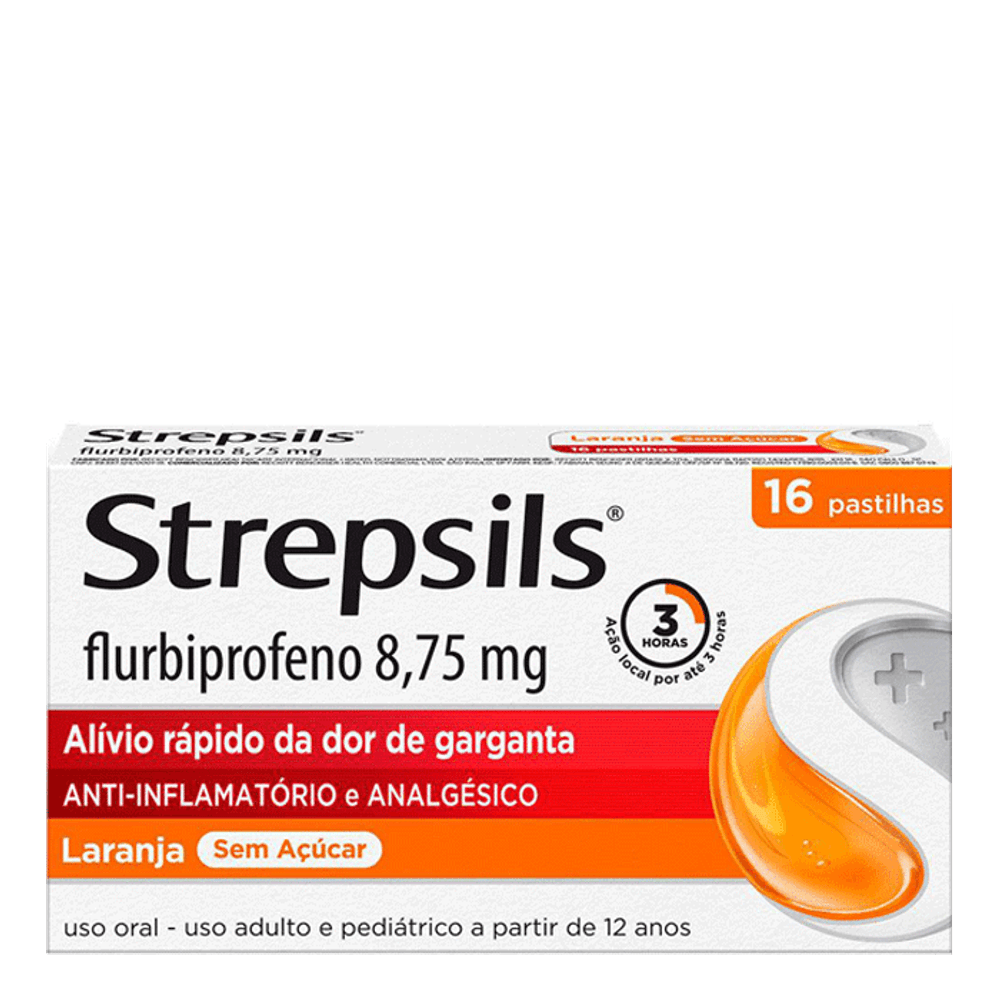 Strepsils®
flurbiprofeno 8,75 mg
Laranja Sem Açúcar
16 pastilhas
16 pastilhas
Strepsils®
flurbiprofeno 8,75 mg
3
HORAS
Ação local por até 3 horas
Alívio rápido da dor de garganta
ANTI-INFLAMATÓRIO e ANALGÉSICO
Laranja Sem Açúcar
uso oral - uso adulto e pediátrico a partir de 12 anos